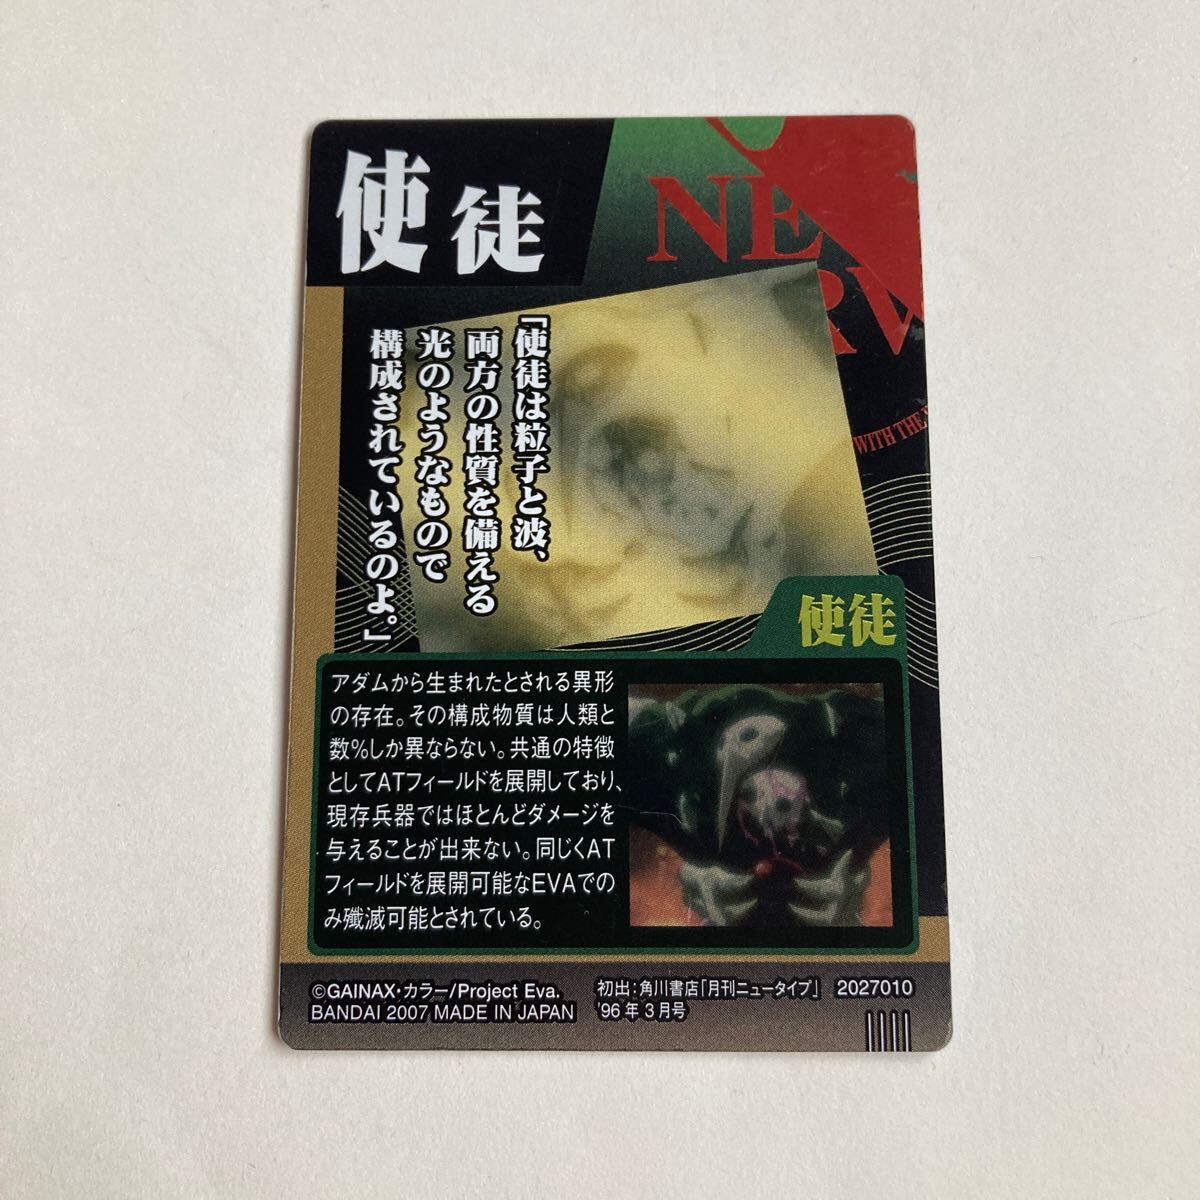 使徒
NE
RV
WITH THE
「使徒は粒子と波、
両方の性質を備える
光のようなもので
構成されているのよ。」
使徒
アダムから生まれたとされる異形
の存在。その構成物質は人類と
数%しか異ならない。共通の特徴
としてATフィールドを展開しており、
現存兵器ではほとんどダメージを
与えることが出来ない。同じくAT
フィールドを展開可能なEVAでの
み殲滅可能とされている。
©GAINAX・カラー/Project Eva.
BANDAI 2007 MADE IN JAPAN
初出:角川書店「月刊ニュータイプ」 2027010
'96年3月号